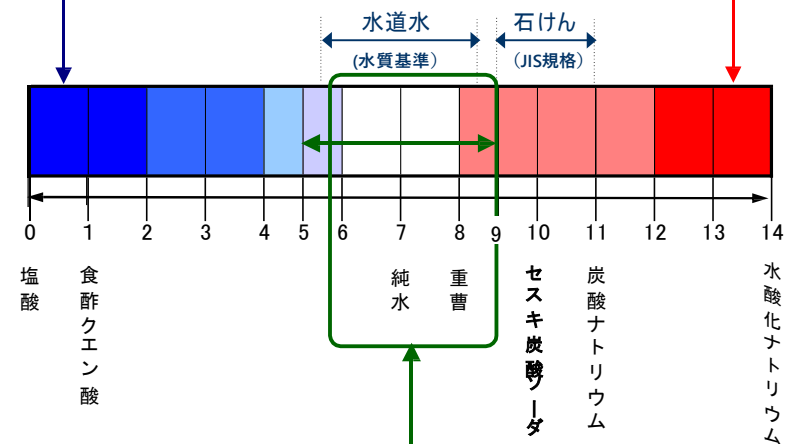 水道水
(水質基準）
石けん
（JIS規格）
0 1 2 3 4 5 6 7 8 9 10 11 12 13 14
塩酸
食酢クエン酸
純水
重曹
セスキ炭酸ソーダ
炭酸ナトリウム
水酸化ナトリウム